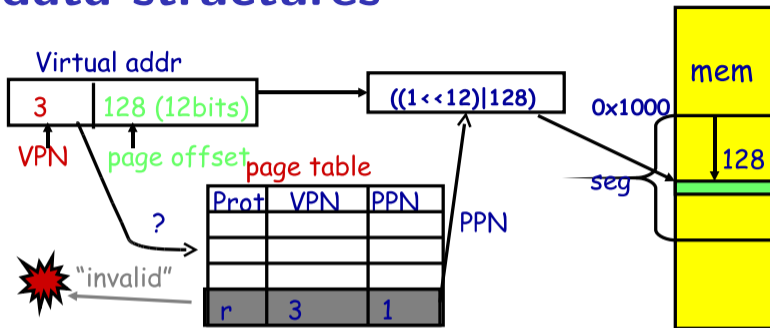 data structures
Virtual addr
3 128 (12bits)
VPN page offset
((1<<12)|128)
mem
0x1000
128
seg
page table
Prot VPN PPN
?
PPN
"invalid"
r 3 1